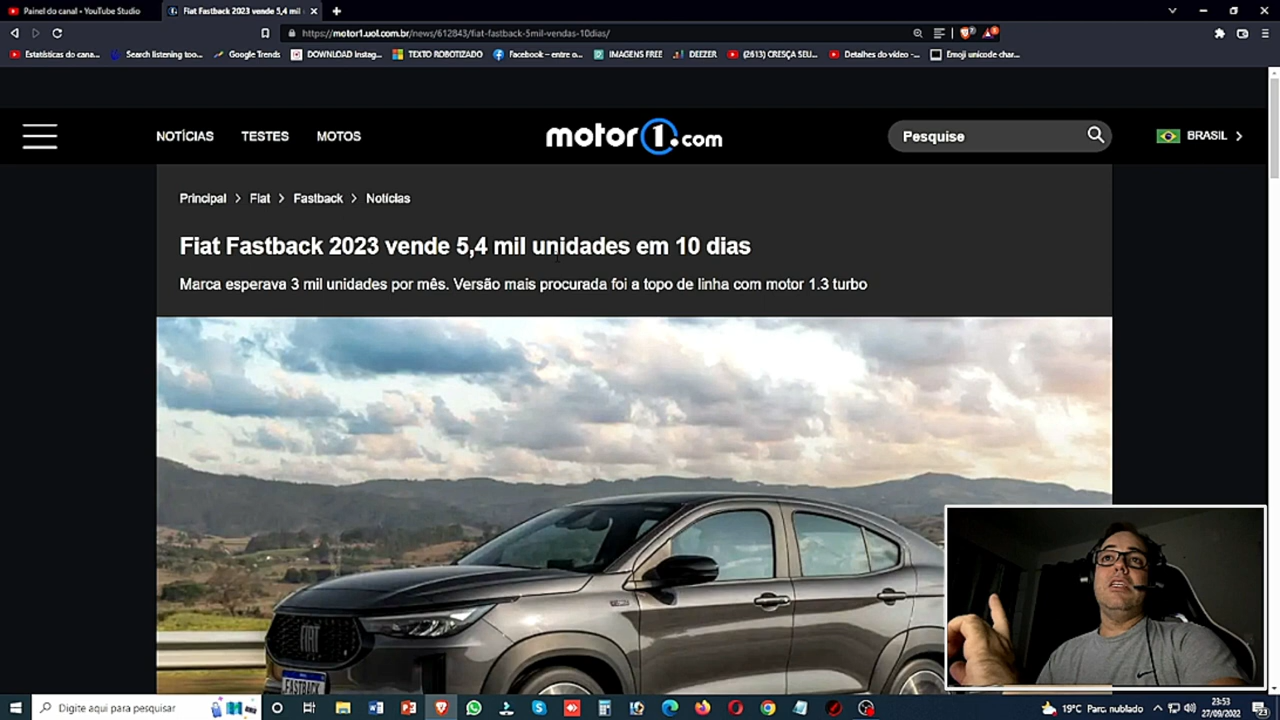 Painel do canal - YouTube Studio
Fiat Fastback 2023 vende 5,4 mil
https://motor1.uol.com.br/news/612843/fiat-fastback-5mil-vendas-10dias/
Estatísticas do cana...
Search listening too...
Google Trends
DOWNLOAD Instag...
TEXTO ROBOTIZADO
Facebook – entre o...
IMAGENS FREE
DEEZER
(2613) CRESÇA SEU...
Detalhes do vídeo -...
Emoji unicode char...
NOTÍCIAS
TESTES
MOTOS
motor1.com
Pesquise
BRASIL
Principal > Fiat > Fastback > Notícias
Fiat Fastback 2023 vende 5,4 mil unidades em 10 dias
Marca esperava 3 mil unidades por mês. Versão mais procurada foi a topo de linha com motor 1.3 turbo
FIAT
FASTBACK
Digite aqui para pesquisar
19°C Parc. nublado
23:53
27/09/2022